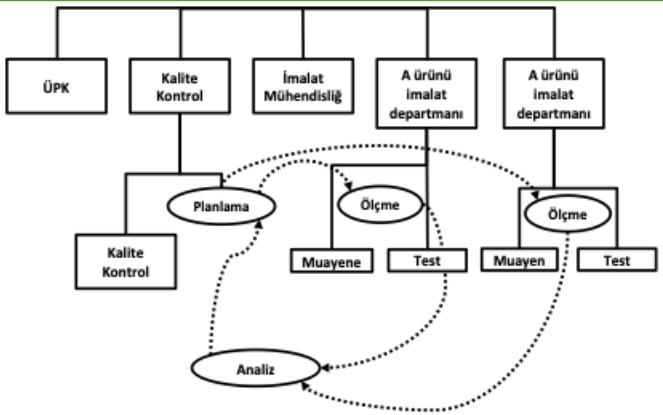 ÜPK
Kalite
Kontrol
İmalat
Mühendisliğ
A ürünü
imalat
departmanı
A ürünü
imalat
departmanı
Planlama
Ölçme
Ölçme
Kalite
Kontrol
Muayene
Test
Muayen
Test
Analiz